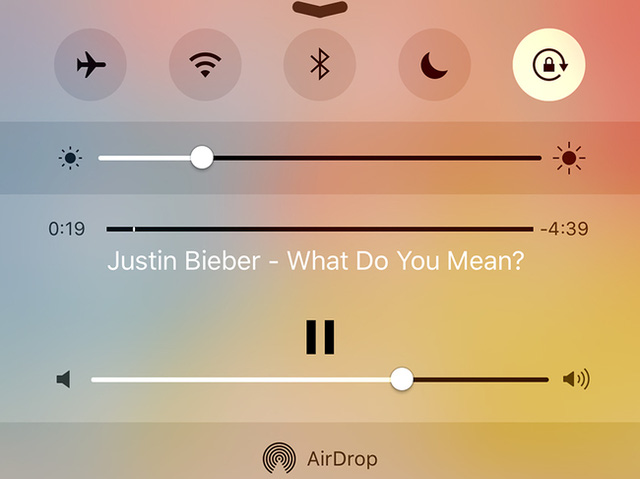 0:19
-4:39
Justin Bieber - What Do You Mean?
AirDrop